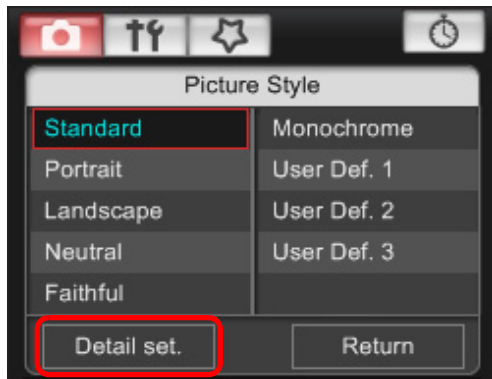 Picture Style
Standard Monochrome
Portrait User Def. 1
Landscape User Def. 2
Neutral User Def. 3
Faithful
Detail set. Return